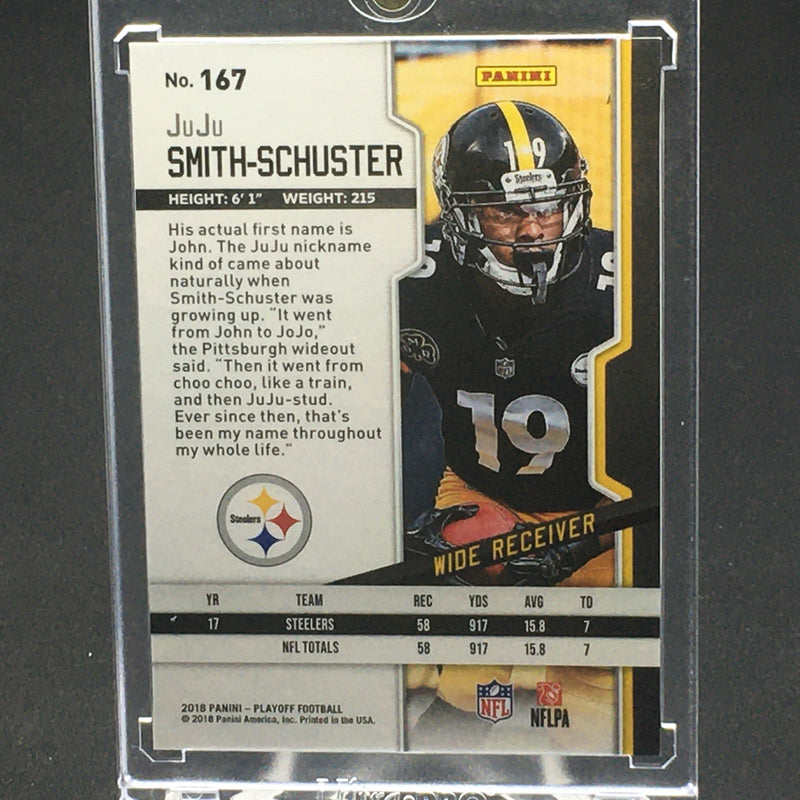 No. 167
PANINI
JuJu
SMITH-SCHUSTER
HEIGHT: 6' 1" WEIGHT: 215
His actual first name is
John. The JuJu nickname
kind of came about
naturally when
Smith-Schuster was
growing up. "It went
from John to JoJo,"
the Pittsburgh wideout
said. "Then it went from
choo choo, like a train,
and then JuJu-stud.
Ever since then, that's
been my name throughout
my whole life."
19
Steelers
19
19
NFL
19
Steelers
WIDE RECEIVER
YR TEAM REC YDS AVG TD
17 STEELERS 58 917 15.8 7
NFL TOTALS 58 917 15.8 7
2018 PANINI – PLAYOFF FOOTBALL
© 2018 Panini America, Inc. Printed in the USA.
NFL
NFLPA